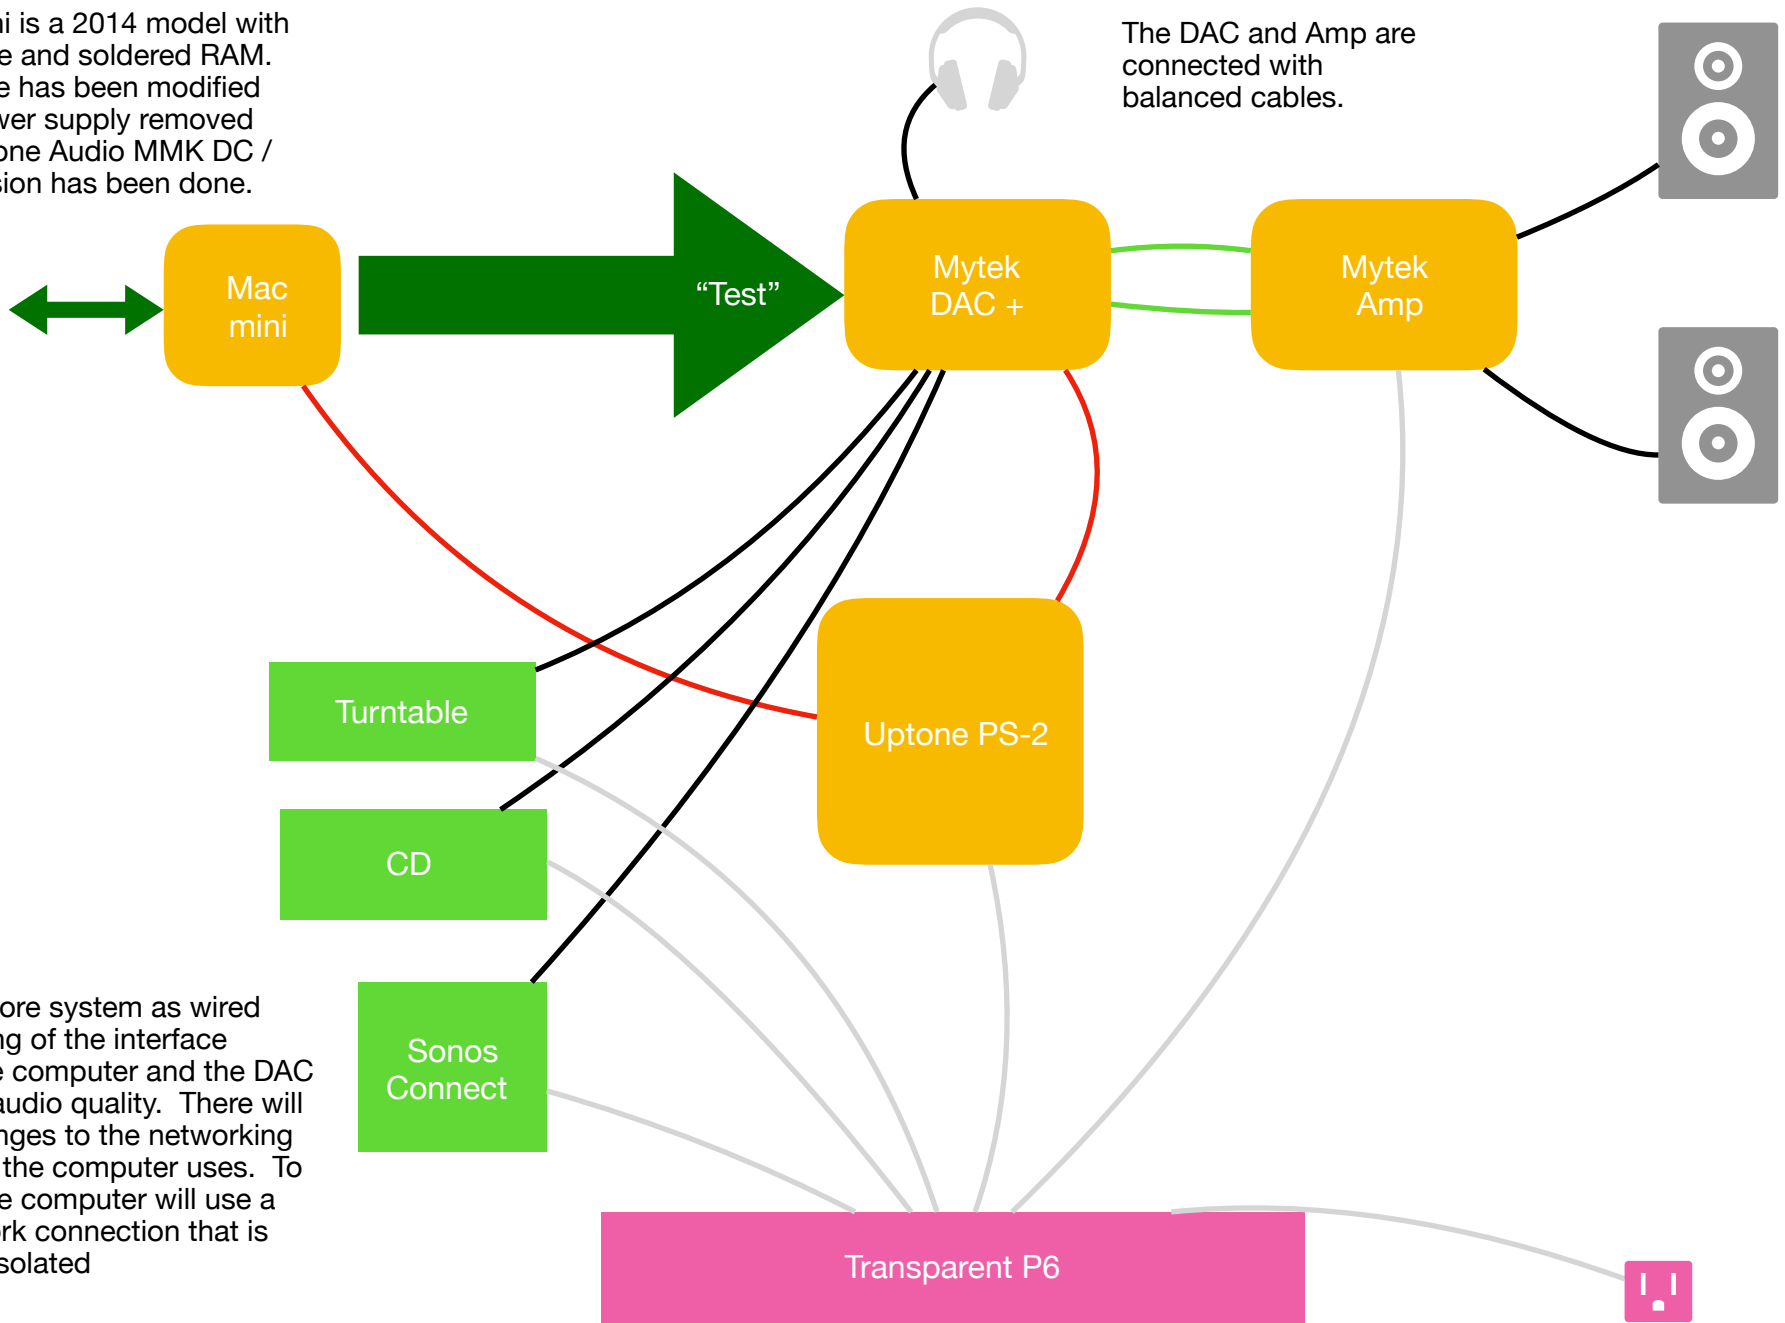 ni is a 2014 model with
e and soldered RAM.
e has been modified
wer supply removed
one Audio MMK DC /
sion has been done.
The DAC and Amp are
connected with
balanced cables.
Mac
mini
“Test”
Mytek
DAC +
Mytek
Amp
Turntable
Uptone PS-2
CD
Sonos
Connect
ore system as wired
ng of the interface
e computer and the DAC
audio quality.  There will
nges to the networking
the computer uses.  To
e computer will use a
ork connection that is
solated
Transparent P6